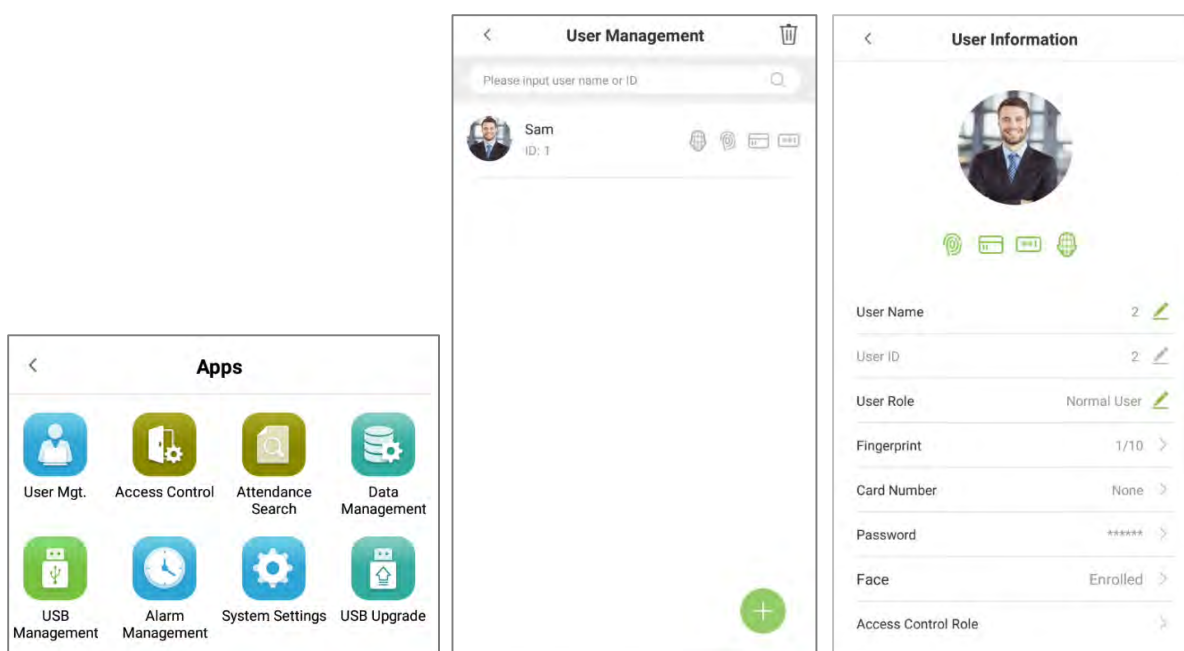 Apps
User Mgt.
Access Control
Attendance
Search
Data
Management
USB
Management
Alarm
Management
System Settings
USB Upgrade
User Management
Please input user name or ID
Sam
ID: 1
User Information
User Name 2
User ID 2
User Role Normal User
Fingerprint 1/10
Card Number None
Password ******
Face Enrolled
Access Control Role